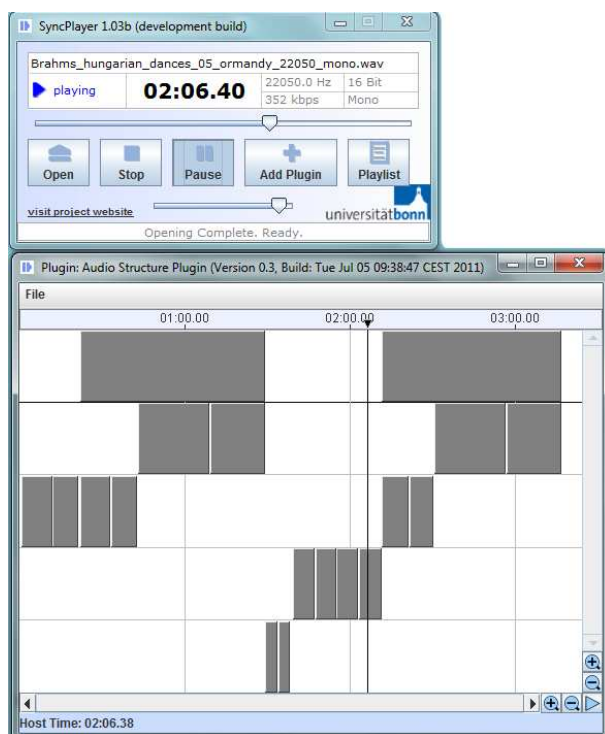 SyncPlayer 1.03b (development build)
Brahms_hungarian_dances_05_ormandy_22050_mono.wav
playing
02:06.40
22050.0 Hz
16 Bit
352 kbps
Mono
Open
Stop
Pause
Add Plugin
Playlist
visit project website
universitätbonn
Opening Complete. Ready.
Plugin: Audio Structure Plugin (Version 0.3, Build: Tue Jul 05 09:38:47 CEST 2011)
File
01:00.00
02:00.00
03:00.00
Host Time: 02:06.38